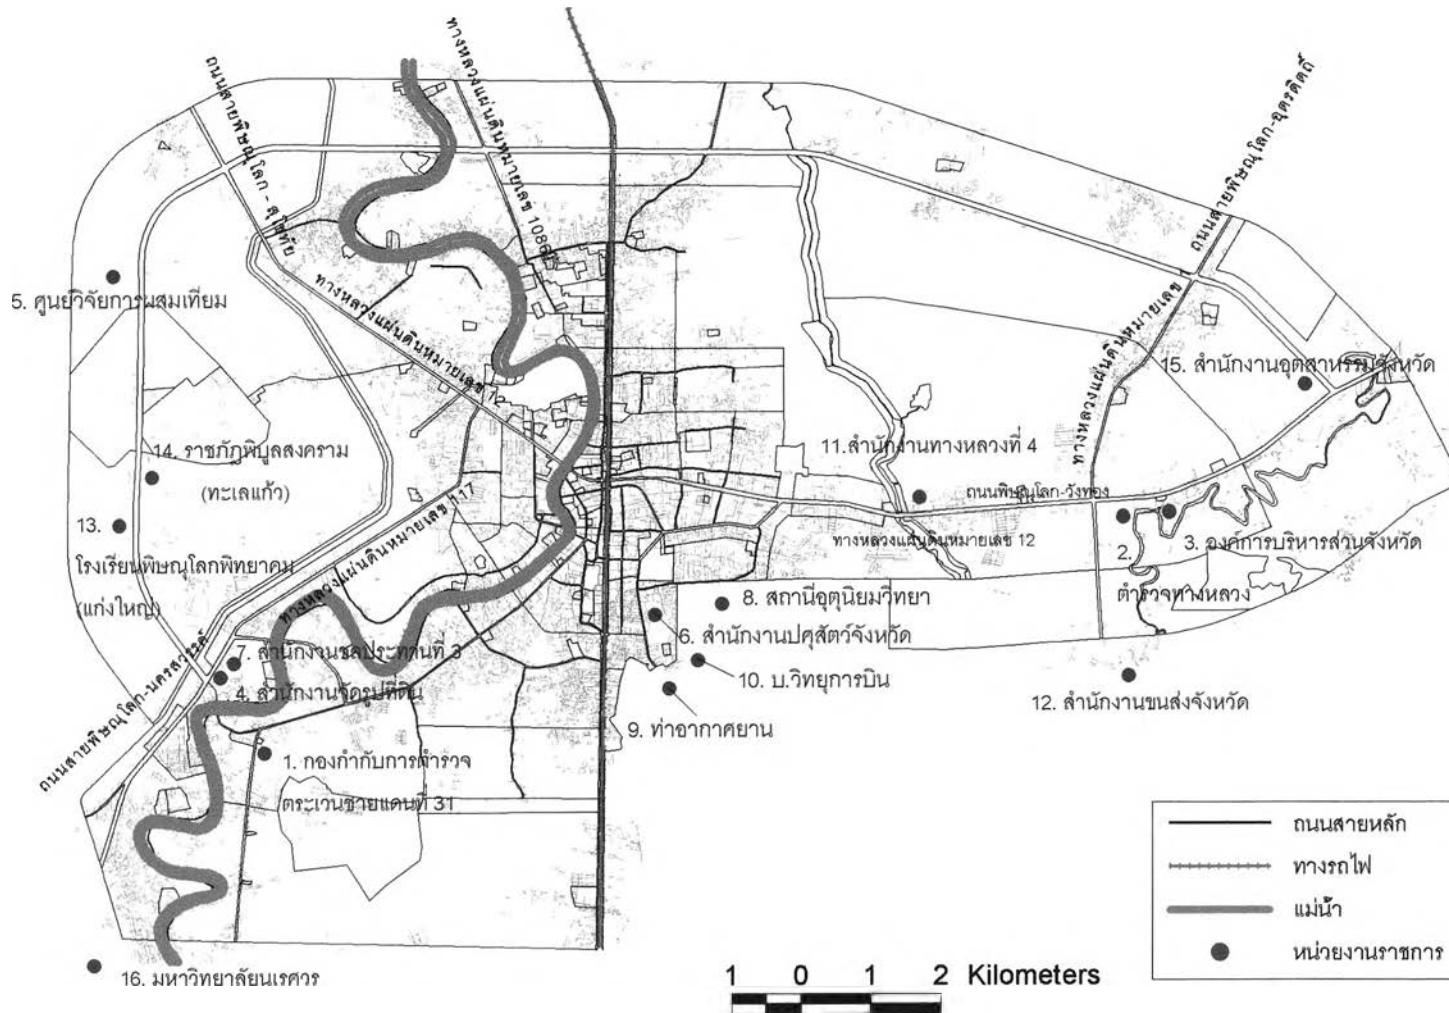 ถนนสายพิษณุโลก - สุโขทัย
ทางหลวงแผ่นดินหมายเลข 1086
ถนนสายพิษณุโลก-อุตรดิตถ์
5. ศูนย์วิจัยการผสมเทียม
ทางหลวงแผ่นดินหมายเลข
ทางหลวงแผ่นดินหมายเลข
15. สำนักงานอุตสาหรรมจังหวัด
14. ราชภัฏพิบูลสงคราม
(ทะเลแก้ว)
11.สำนักงานทางหลวงที่ 4
ถนนพิษณุโลก-วังทอง
13.
โรงเรียนพิษณุโลกพิทยาคม
(แก่งใหญ่)
ทางหลวงแผ่นดินหมายเลข 117
ทางหลวงแผ่นดินหมายเลข 12
2.
ตำรวจทางหลวง
3. องค์การบริหารส่วนจังหวัด
8. สถานีอุตุนิยมวิทยา
6. สำนักงานปศุสัตว์จังหวัด
7. สำนักงานชลประทานที่ 3
4. สำนักงานจัดรูปที่ดิน
10. บ.วิทยุการบิน
12. สำนักงานขนส่งจังหวัด
9. ท่าอากาศยาน
ถนนสายพิษณุโลก-นครสวรรค์
1. กองกำกับการตำรวจ
ตระเวนชายแดนที่ 31
16. มหาวิทยาลัยนเรศวร
ถนนสายหลัก
ทางรถไฟ
แม่น้ำ
หน่วยงานราชการ
1 0 1 2 Kilometers